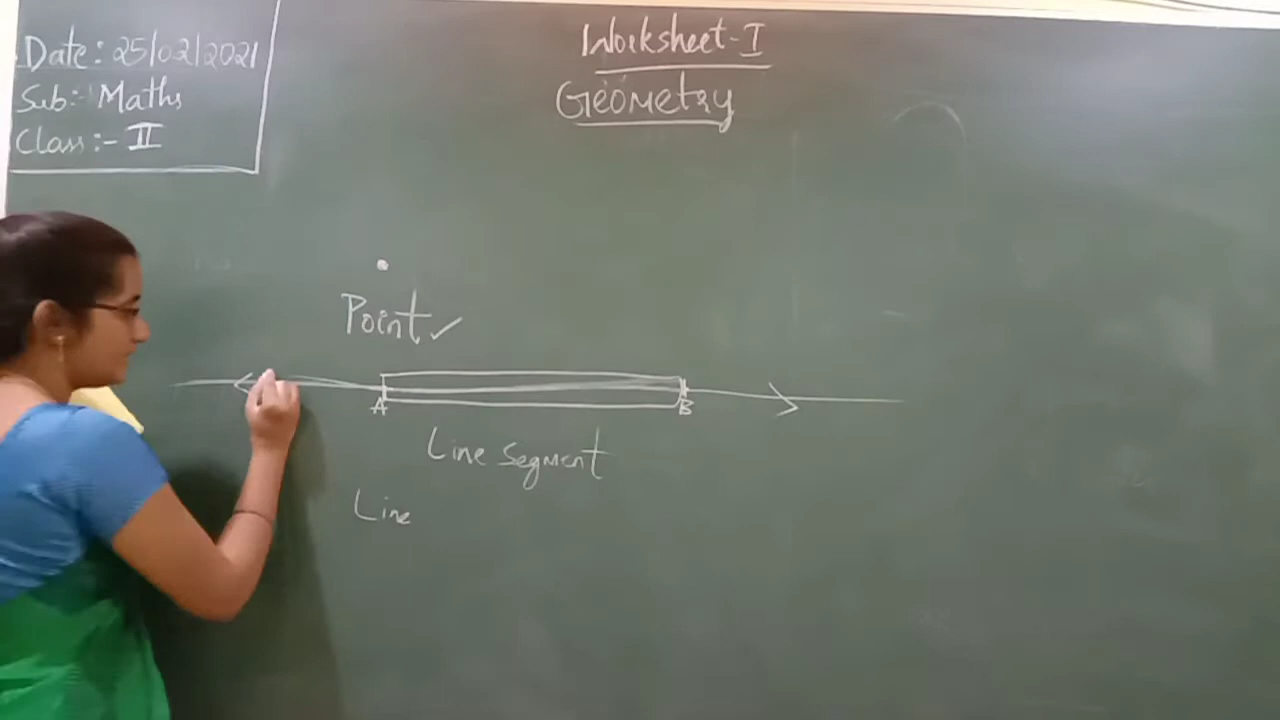 Date: 25/02/2021
Sub:- Maths
Class:- II
Worksheet-I
Geometry
Point
A B
Line Segment
Line